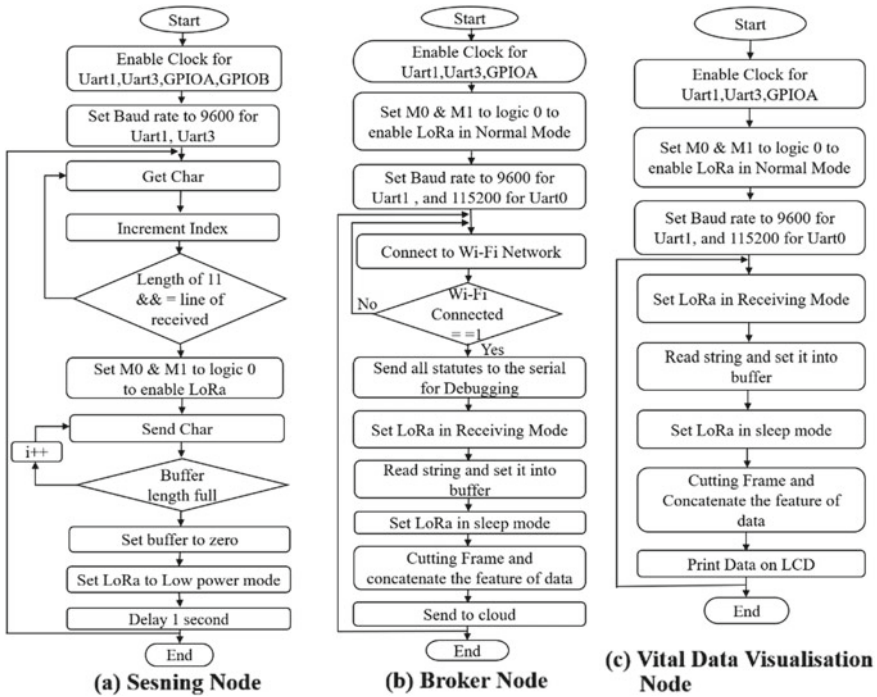 Start
Enable Clock for
Uart1,Uart3,GPIOA,GPIOB
Set Baud rate to 9600 for
Uart1, Uart3
Get Char
Increment Index
Length of 11
&& = line of
received
Set M0 & M1 to logic 0
to enable LoRa
Send Char
i++
Buffer
length full
Set buffer to zero
Set LoRa to Low power mode
Delay 1 second
End
(a) Sesning Node
Start
Enable Clock for
Uart1,Uart3,GPIOA
Set M0 & M1 to logic 0 to
enable LoRa in Normal Mode
Set Baud rate to 9600 for
Uart1 , and 115200 for Uart0
Connect to Wi-Fi Network
No
Wi-Fi
Connected
= =1
Yes
Send all statutes to the serial
for Debugging
Set LoRa in Receiving Mode
Read string and set it into
buffer
Set LoRa in sleep mode
Cutting Frame and
concatenate the feature of data
Send to cloud
End
(b) Broker Node
Start
Enable Clock for
Uart1,Uart3,GPIOA
Set M0 & M1 to logic 0 to
enable LoRa in Normal Mode
Set Baud rate to 9600 for
Uart1, and 115200 for Uart0
Set LoRa in Receiving Mode
Read string and set it into
buffer
Set LoRa in sleep mode
Cutting Frame and
Concatenate the feature of
data
Print Data on LCD
End
(c) Vital Data Visualisation
Node